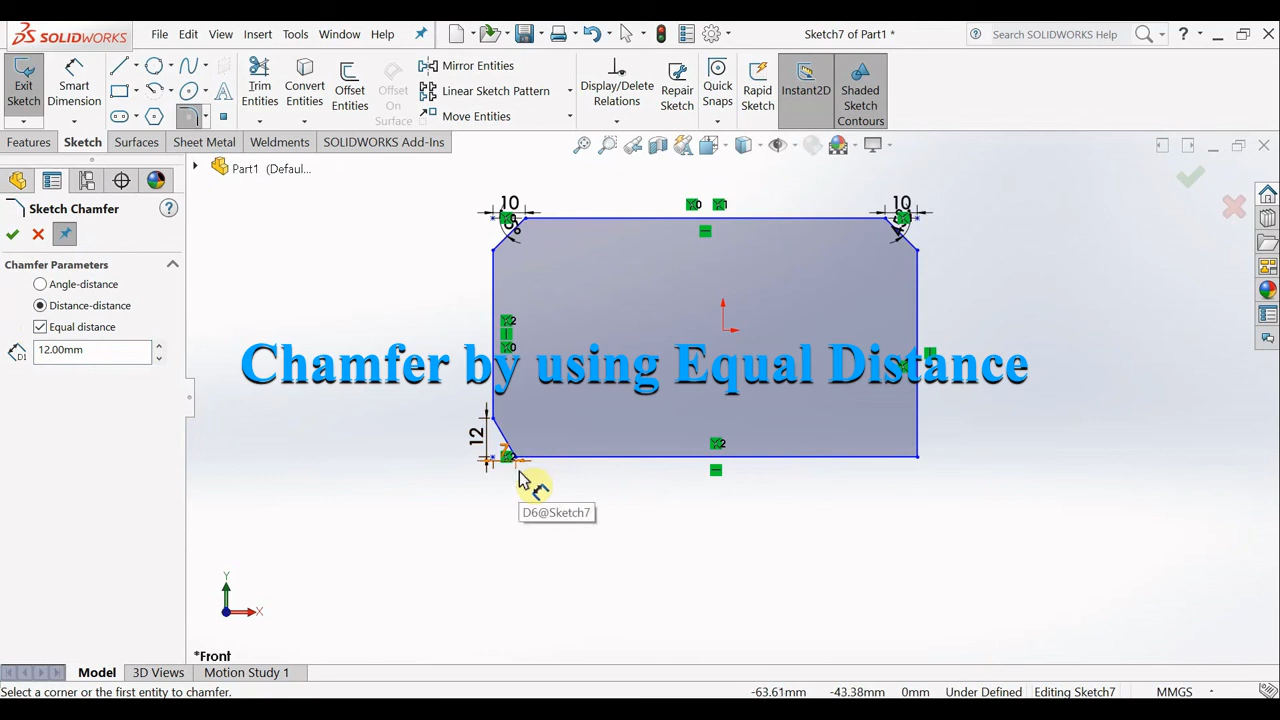 SOLIDWORKS File Edit View Insert Tools Window Help Sketch7 of Part1 * Search SOLIDWORKS Help ?
Exit Sketch
Smart Dimension
Trim Entities
Convert Entities
Offset Entities
Offset On Surface
Mirror Entities
Linear Sketch Pattern
Move Entities
Display/Delete Relations
Repair Sketch
Quick Snaps
Rapid Sketch
Instant2D
Shaded Sketch Contours
Features Sketch Surfaces Sheet Metal Weldments SOLIDWORKS Add-Ins
Part1 (Defaul...
Sketch Chamfer ?
Chamfer Parameters
Angle-distance
Distance-distance
Equal distance
D1 12.00mm
10 10
Chamfer by using Equal Distance
12
D6@Sketch7
Y
X
*Front
Model 3D Views Motion Study 1
Select a corner or the first entity to chamfer. -63.61mm -43.38mm 0mm Under Defined Editing Sketch7 MMGS